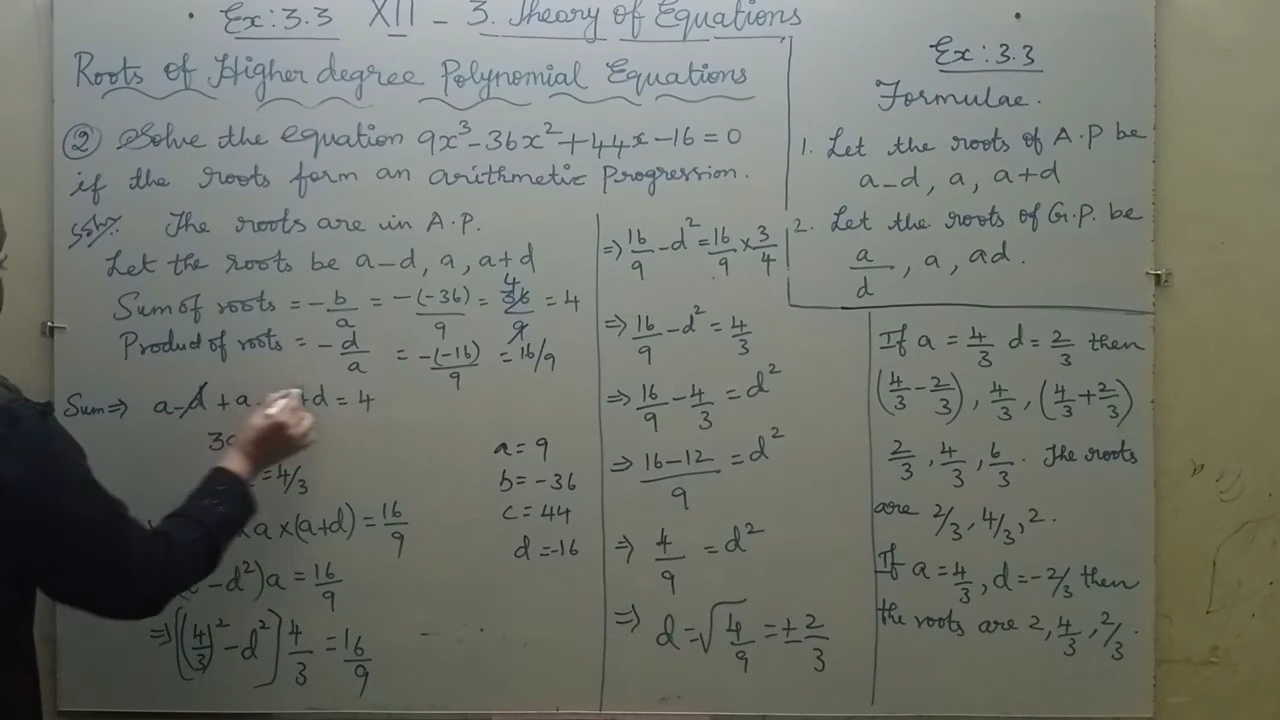 Ex: 3.3 XII - 3. Theory of Equations
Roots of Higher degree Polynomial Equations
② Solve the equation 9x³-36x²+44x-16=0
if the roots form an arithmetic progression.
Soln. The roots are in A.P.
Let the roots be a-d, a, a+d
Sum of roots = -b/a = -(-36)/9 = 36/9 4 = 4
Product of roots = -d/a = -(-16)/9 = 16/9
Sum ⇒ a-d+a +d = 4
= 4/3
×a×(a+d) = 16/9
-d²)a = 16/9
⇒[(4/3)²-d²]4/3 = 16/9
a = 9
b = -36
c = 44
d = -16
⇒ 16/9 - d² = 16/9 × 3/4
⇒ 16/9 - d² = 4/3
⇒ 16/9 - 4/3 = d²
⇒ 16-12/9 = d²
⇒ 4/9 = d²
⇒ d = √4/9 = ±2/3
Ex: 3.3
Formulae.
1. Let the roots of A.P be
a-d, a, a+d
2. Let the roots of G.P. be
a/d, a, ad.
If a = 4/3 d = 2/3 then
(4/3-2/3), 4/3, (4/3+2/3)
2/3, 4/3, 6/3. The roots
are 2/3, 4/3, 2.
If a = 4/3, d = -2/3 then
the roots are 2, 4/3, 2/3.